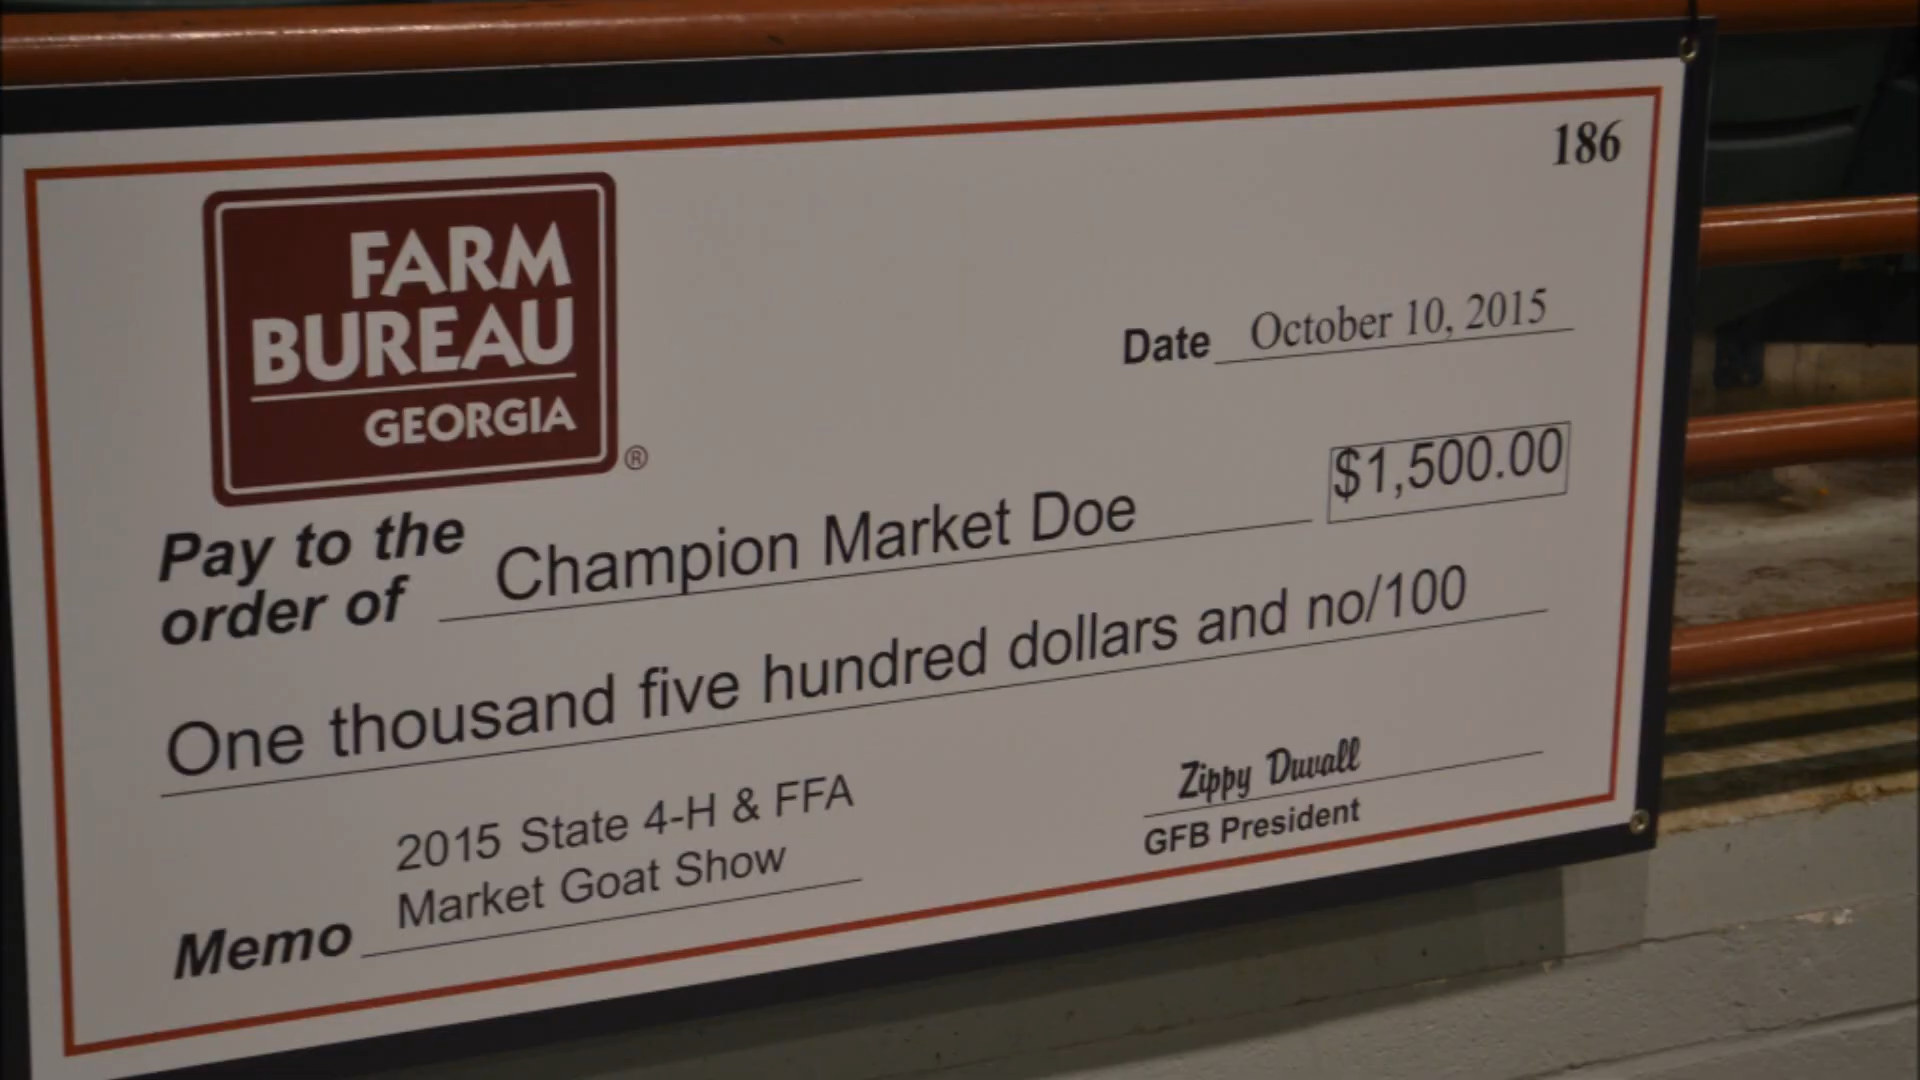 186
FARM
BUREAU
GEORGIA
®
Date October 10, 2015
Pay to the
order of Champion Market Doe $1,500.00
One thousand five hundred dollars and no/100
2015 State 4-H & FFA
Memo Market Goat Show
Zippy Duvall
GFB President